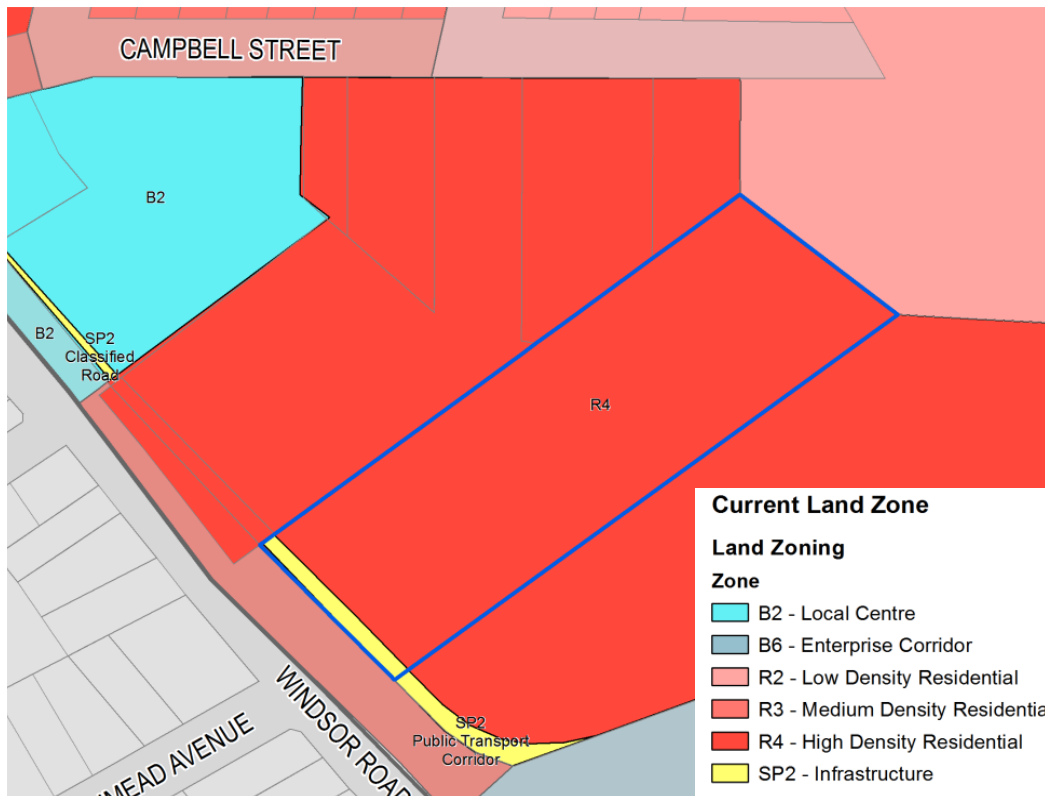 CAMPBELL STREET
B2
B2
SP2
Classified
Road
R4
SP2
Public Transport
Corridor
WINDSOR ROAD
MEAD AVENUE
Current Land Zone
Land Zoning
Zone
B2 - Local Centre
B6 - Enterprise Corridor
R2 - Low Density Residential
R3 - Medium Density Residentia
R4 - High Density Residential
SP2 - Infrastructure